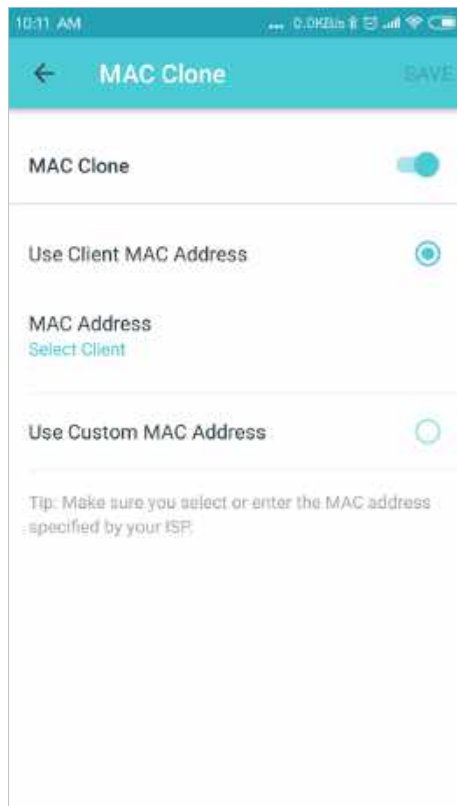 10:11 AM ... 0.0KB/s
MAC Clone SAVE
MAC Clone
Use Client MAC Address
MAC Address
Select Client
Use Custom MAC Address
Tip: Make sure you select or enter the MAC address
specified by your ISP.